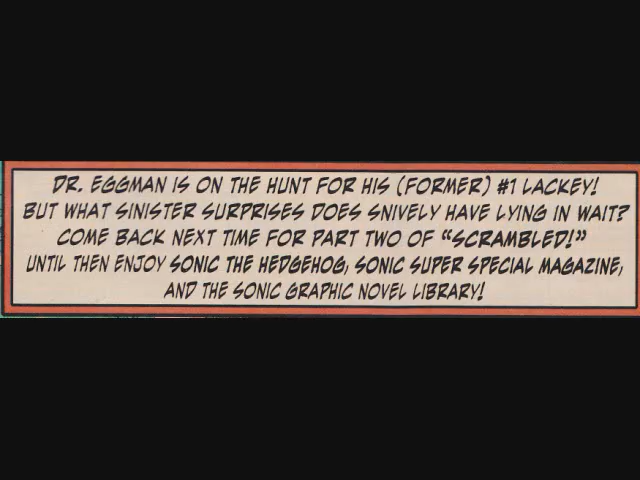 DR. EGGMAN IS ON THE HUNT FOR HIS (FORMER) #1 LACKEY!
BUT WHAT SINISTER SURPRISES DOES SNIVELY HAVE LYING IN WAIT?
COME BACK NEXT TIME FOR PART TWO OF “SCRAMBLED!”
UNTIL THEN ENJOY SONIC THE HEDGEHOG, SONIC SUPER SPECIAL MAGAZINE,
AND THE SONIC GRAPHIC NOVEL LIBRARY!